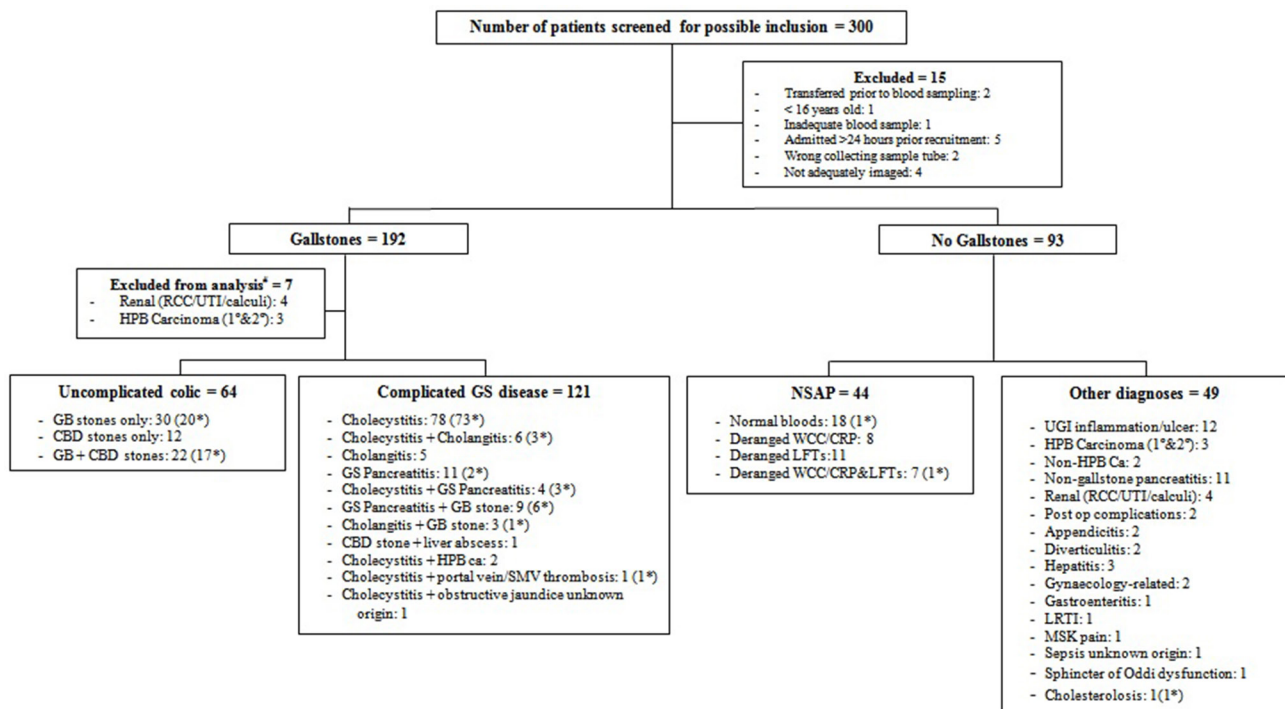 Number of patients screened for possible inclusion = 300
Excluded = 15
- Transferred prior to blood sampling: 2
- < 16 years old: 1
- Inadequate blood sample: 1
- Admitted >24 hours prior recruitment: 5
- Wrong collecting sample tube: 2
- Not adequately imaged: 4
Gallstones = 192
No Gallstones = 93
Excluded from analysis⁼ = 7
- Renal (RCC/UTI/calculi): 4
- HPB Carcinoma (1°&2°): 3
Uncomplicated colic = 64
- GB stones only: 30 (20*)
- CBD stones only: 12
- GB + CBD stones: 22 (17*)
Complicated GS disease = 121
- Cholecystitis: 78 (73*)
- Cholecystitis + Cholangitis: 6 (3*)
- Cholangitis: 5
- GS Pancreatitis: 11 (2*)
- Cholecystitis + GS Pancreatitis: 4 (3*)
- GS Pancreatitis + GB stone: 9 (6*)
- Cholangitis + GB stone: 3 (1*)
- CBD stone + liver abscess: 1
- Cholecystitis + HPB ca: 2
- Cholecystitis + portal vein/SMV thrombosis: 1 (1*)
- Cholecystitis + obstructive jaundice unknown
origin: 1
NSAP = 44
- Normal bloods: 18 (1*)
- Deranged WCC/CRP: 8
- Deranged LFTs:11
- Deranged WCC/CRP&LFTs: 7 (1*)
Other diagnoses = 49
- UGI inflammation/ulcer: 12
- HPB Carcinoma (1°&2°): 3
- Non-HPB Ca: 2
- Non-gallstone pancreatitis: 11
- Renal (RCC/UTI/calculi): 4
- Post op complications: 2
- Appendicitis: 2
- Diverticulitis: 2
- Hepatitis: 3
- Gynaecology-related: 2
- Gastroenteritis: 1
- LRTI: 1
- MSK pain: 1
- Sepsis unknown origin: 1
- Sphincter of Oddi dysfunction: 1
- Cholesterolosis: 1(1*)